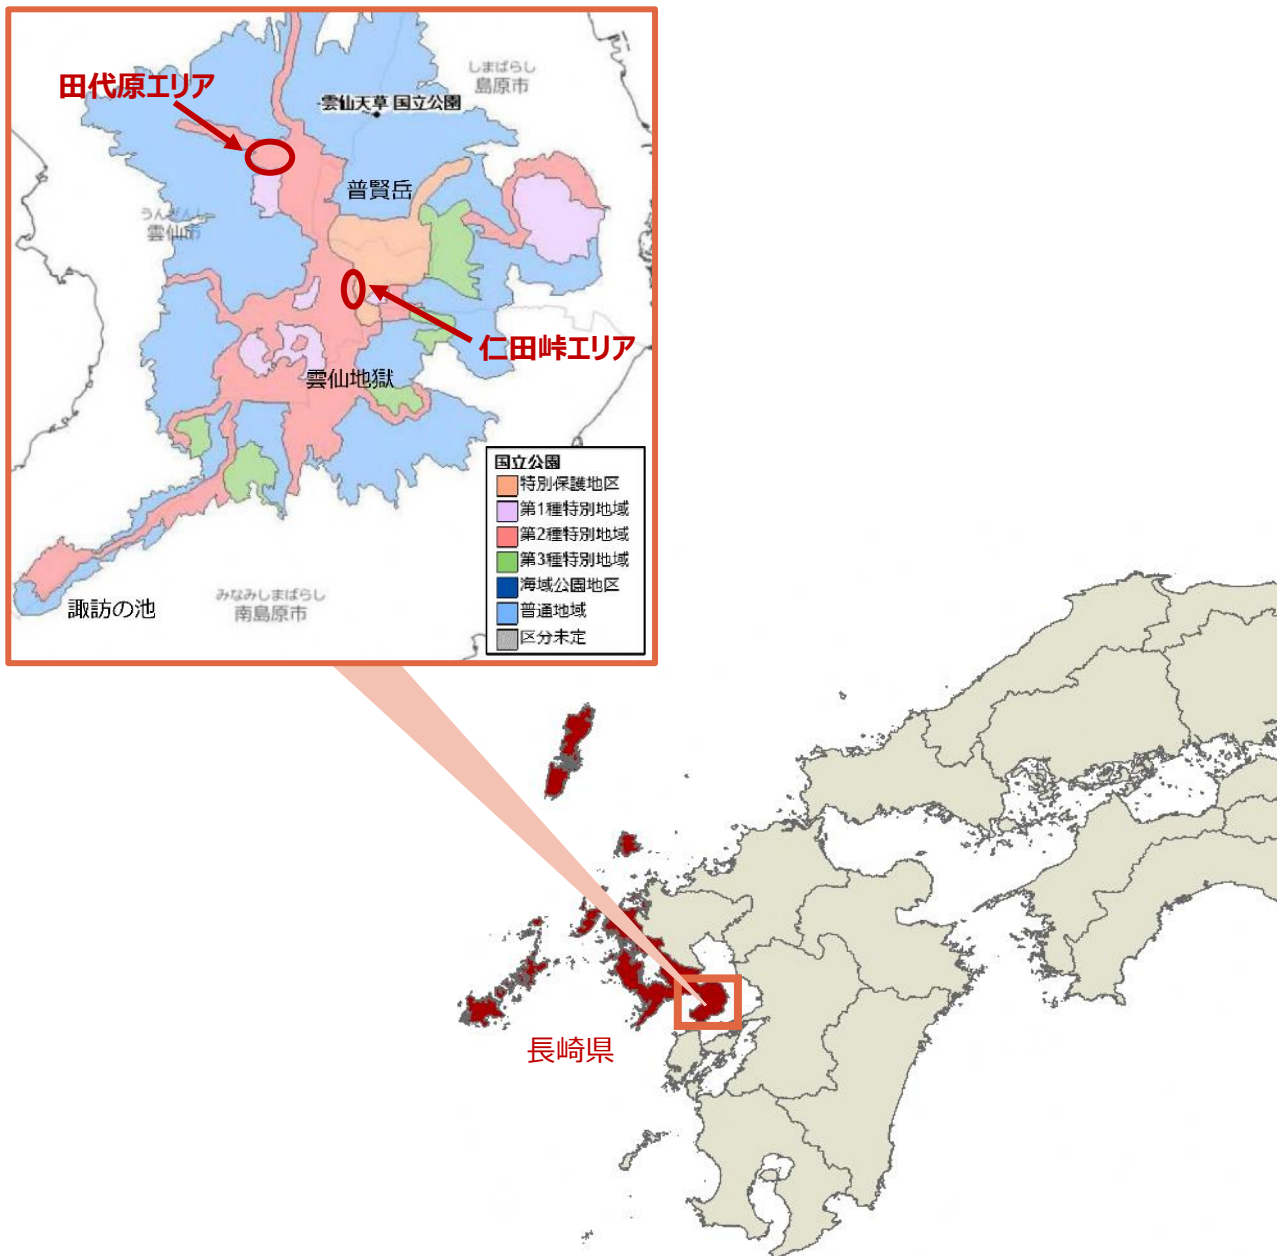 しまばらし
島原市
田代原エリア
雲仙天草 国立公園
普賢岳
うんぜんし
雲仙市
仁田峠エリア
雲仙地獄
国立公園
特別保護地区
第1種特別地域
第2種特別地域
第3種特別地域
海域公園地区
普通地域
区分未定
みなみしまばらし
南島原市
諏訪の池
長崎県